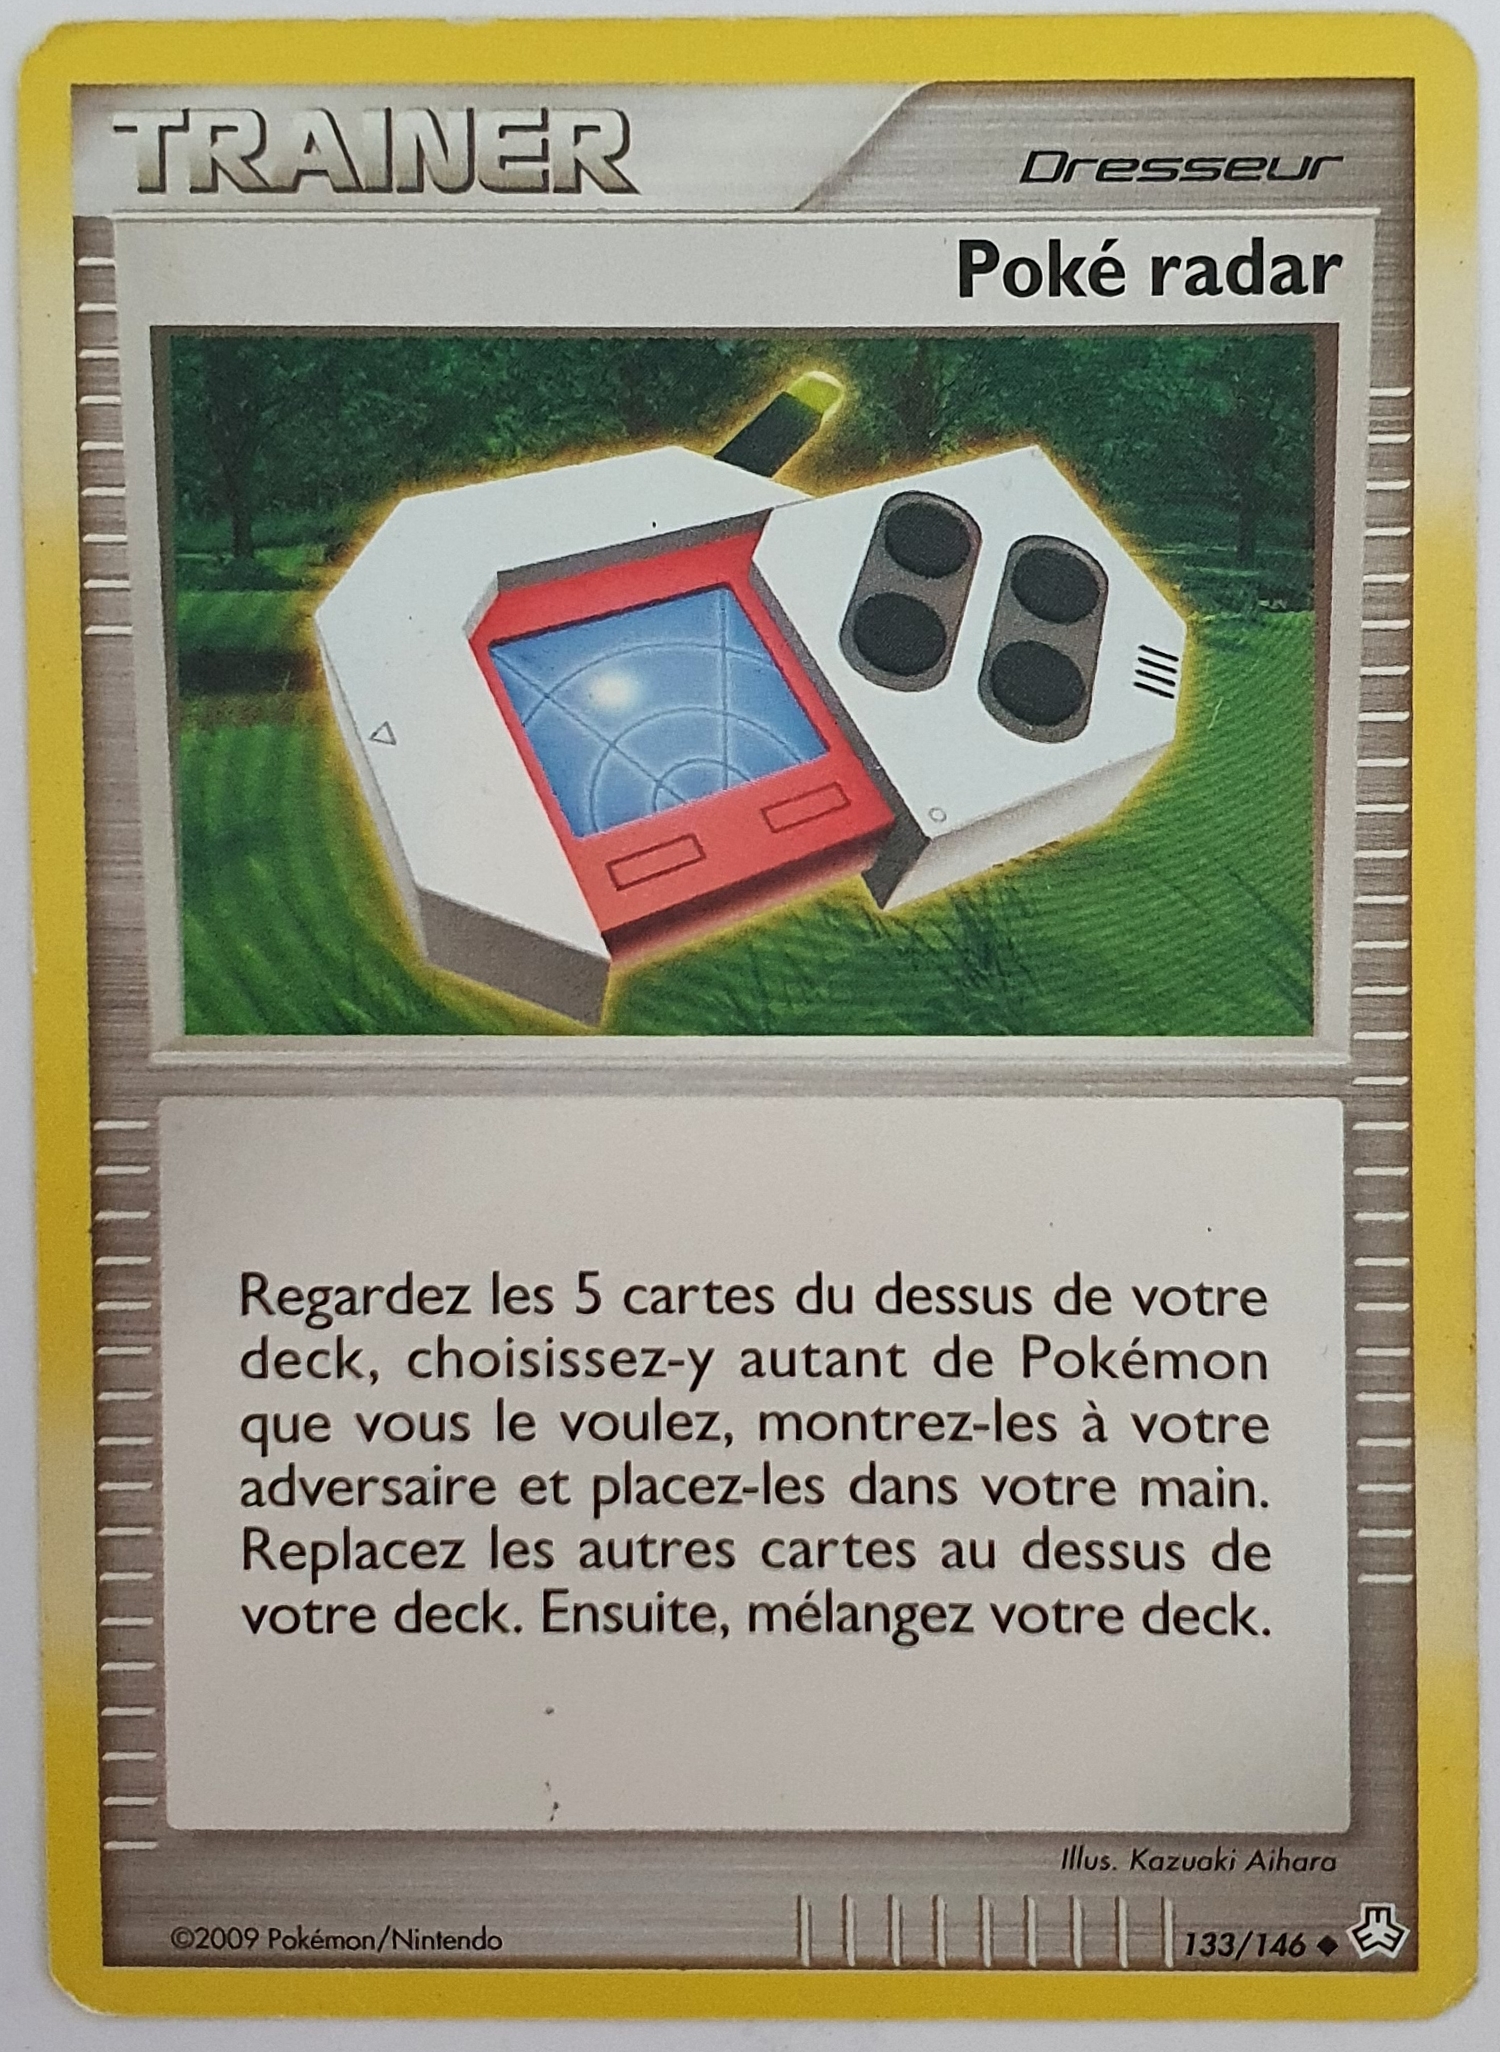 TRAINER
Dresseur
Poké radar
Regardez les 5 cartes du dessus de votre
deck, choisissez-y autant de Pokémon
que vous le voulez, montrez-les à votre
adversaire et placez-les dans votre main.
Replacez les autres cartes au dessus de
votre deck. Ensuite, mélangez votre deck.
Illus. Kazuaki Aihara
©2009 Pokémon/Nintendo
133/146